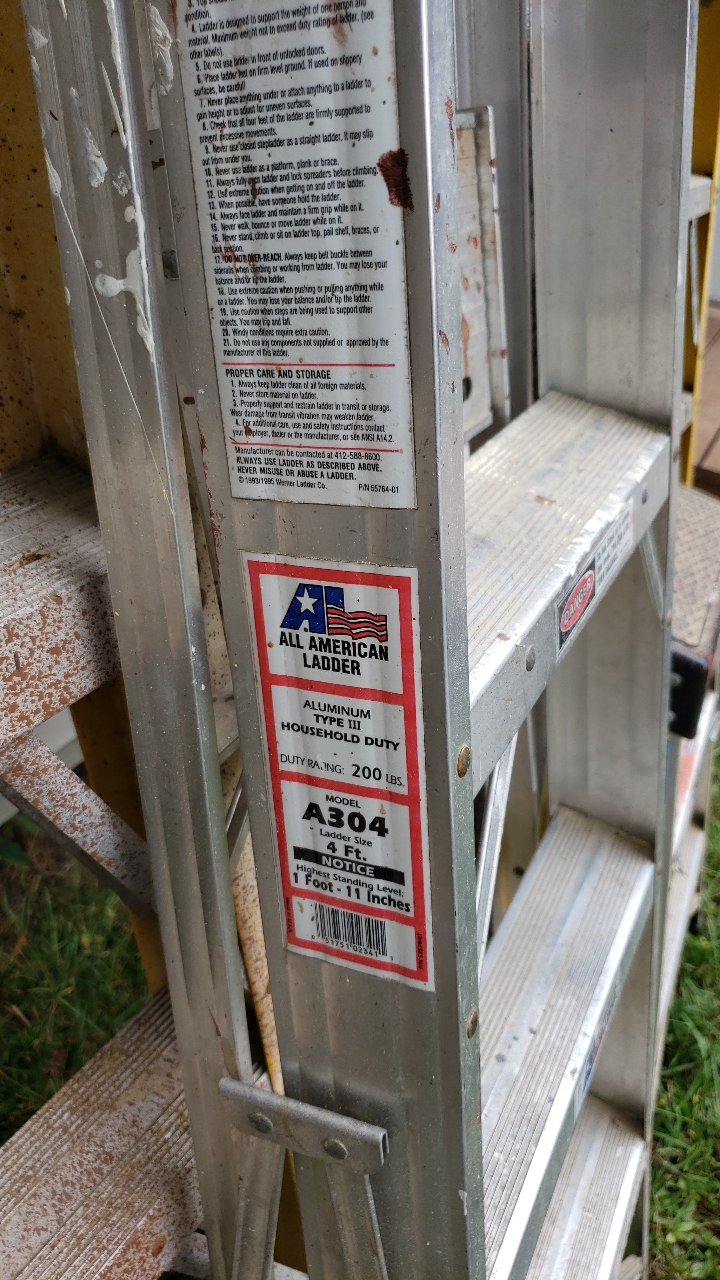 condition.
4. Ladder is designed to support the weight of one person and
material. Maximum weight not to exceed duty rating of ladder. (see
other labels).
5. Do not use ladder in front of unlocked doors.
6. Place ladder feet on firm level ground. If used on slippery
surfaces, be careful!
7. Never place anything under or attach anything to a ladder to
gain height or to adjust for uneven surfaces.
8. Check that all four feet of the ladder are firmly supported to
prevent excessive movements.
9. Never use closed stepladder as a straight ladder. It may slip
out from under you.
10. Never use ladder as a platform, plank or brace.
11. Always fully open ladder and lock spreaders before climbing.
12. Use extreme caution when getting on and off the ladder.
13. When possible, have someone hold the ladder.
14. Always face ladder and maintain a firm grip while on it.
15. Never walk, bounce or move ladder while on it.
16. Never stand, climb or sit on ladder top, pail shelf, braces, or
back section.
17. DO NOT OVER-REACH. Always keep belt buckle between
siderails when climbing or working from ladder. You may lose your
balance and/or tip the ladder.
18. Use extreme caution when pushing or pulling anything while
on a ladder. You may lose your balance and/or tip the ladder.
19. Use caution when steps are being used to support other
objects. You may trip and fall.
20. Windy conditions require extra caution.
21. Do not use any components not supplied or approved by the
manufacturer of this ladder.
PROPER CARE AND STORAGE
1. Always keep ladder clean of all foreign materials.
2. Never store material on ladder.
3. Properly support and restrain ladder in transit or storage.
Wear damage from transit vibration may weaken ladder.
4. For additional care, use and safety instructions contact
your employer, dealer or the manufacturer, or see ANSI A14.2.
Manufacturer can be contacted at 412-588-8600.
ALWAYS USE LADDER AS DESCRIBED ABOVE.
NEVER MISUSE OR ABUSE A LADDER.
© 1993/1995 Werner Ladder Co. P/N 55764-01
AL
ALL AMERICAN
LADDER
ALUMINUM
TYPE III
HOUSEHOLD DUTY
DUTY RATING: 200 LBS.
MODEL
A304
Ladder Size
4 Ft.
NOTICE
Highest Standing Level:
1 Foot - 11 Inches
51751 02341
DANGER